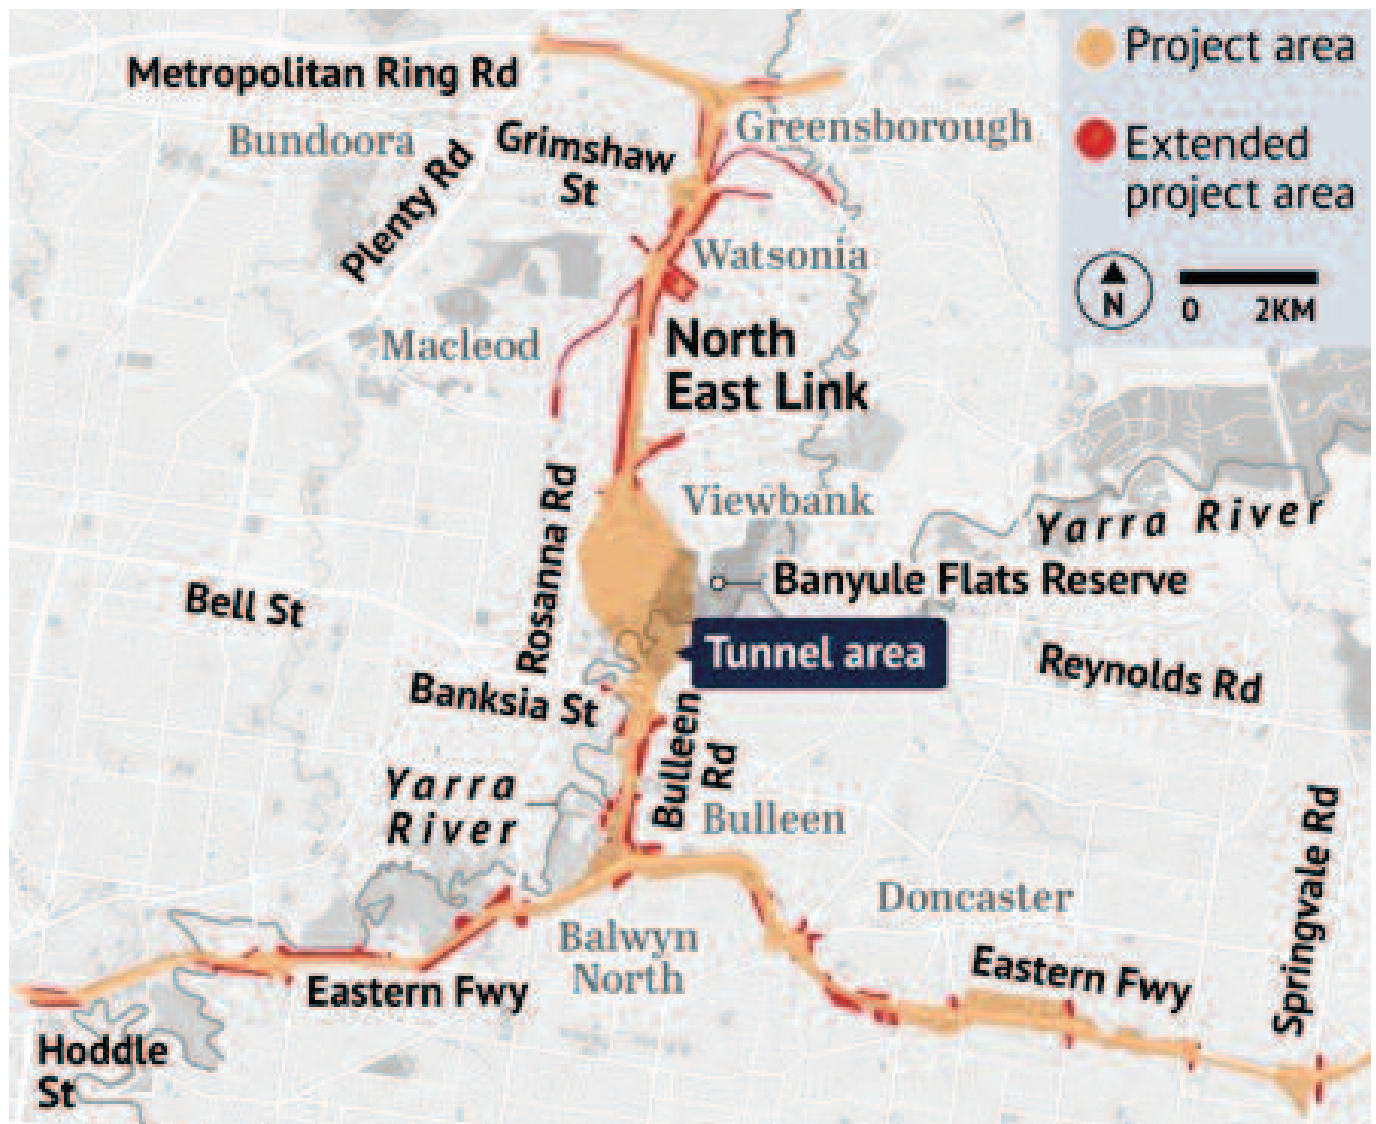 Project area
Extended
project area
N
0 2KM
Metropolitan Ring Rd
Bundoora
Plenty Rd
Grimshaw
St
Greensborough
Watsonia
Macleod
North
East Link
Rosanna Rd
Viewbank
Yarra River
Banyule Flats Reserve
Bell St
Tunnel area
Reynolds Rd
Banksia St
Bulleen
Rd
Yarra
River
Bulleen
Springvale Rd
Doncaster
Balwyn
North
Eastern Fwy
Eastern Fwy
Hoddle
St